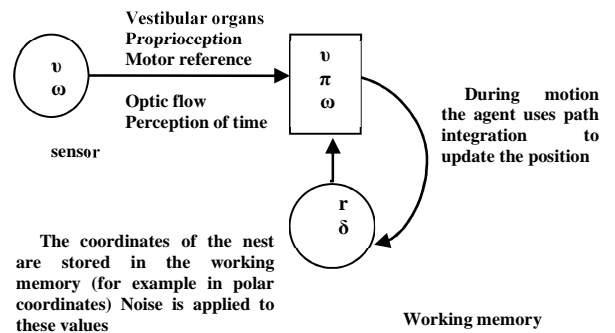 Vestibular organs
Proprioception
Motor reference
υ
ω
υ
π
ω
Optic flow
Perception of time
sensor
During motion
the agent uses path
integration to
update the position
r
δ
The coordinates of the nest
are stored in the working
memory (for example in polar
coordinates) Noise is applied to
these values
Working memory